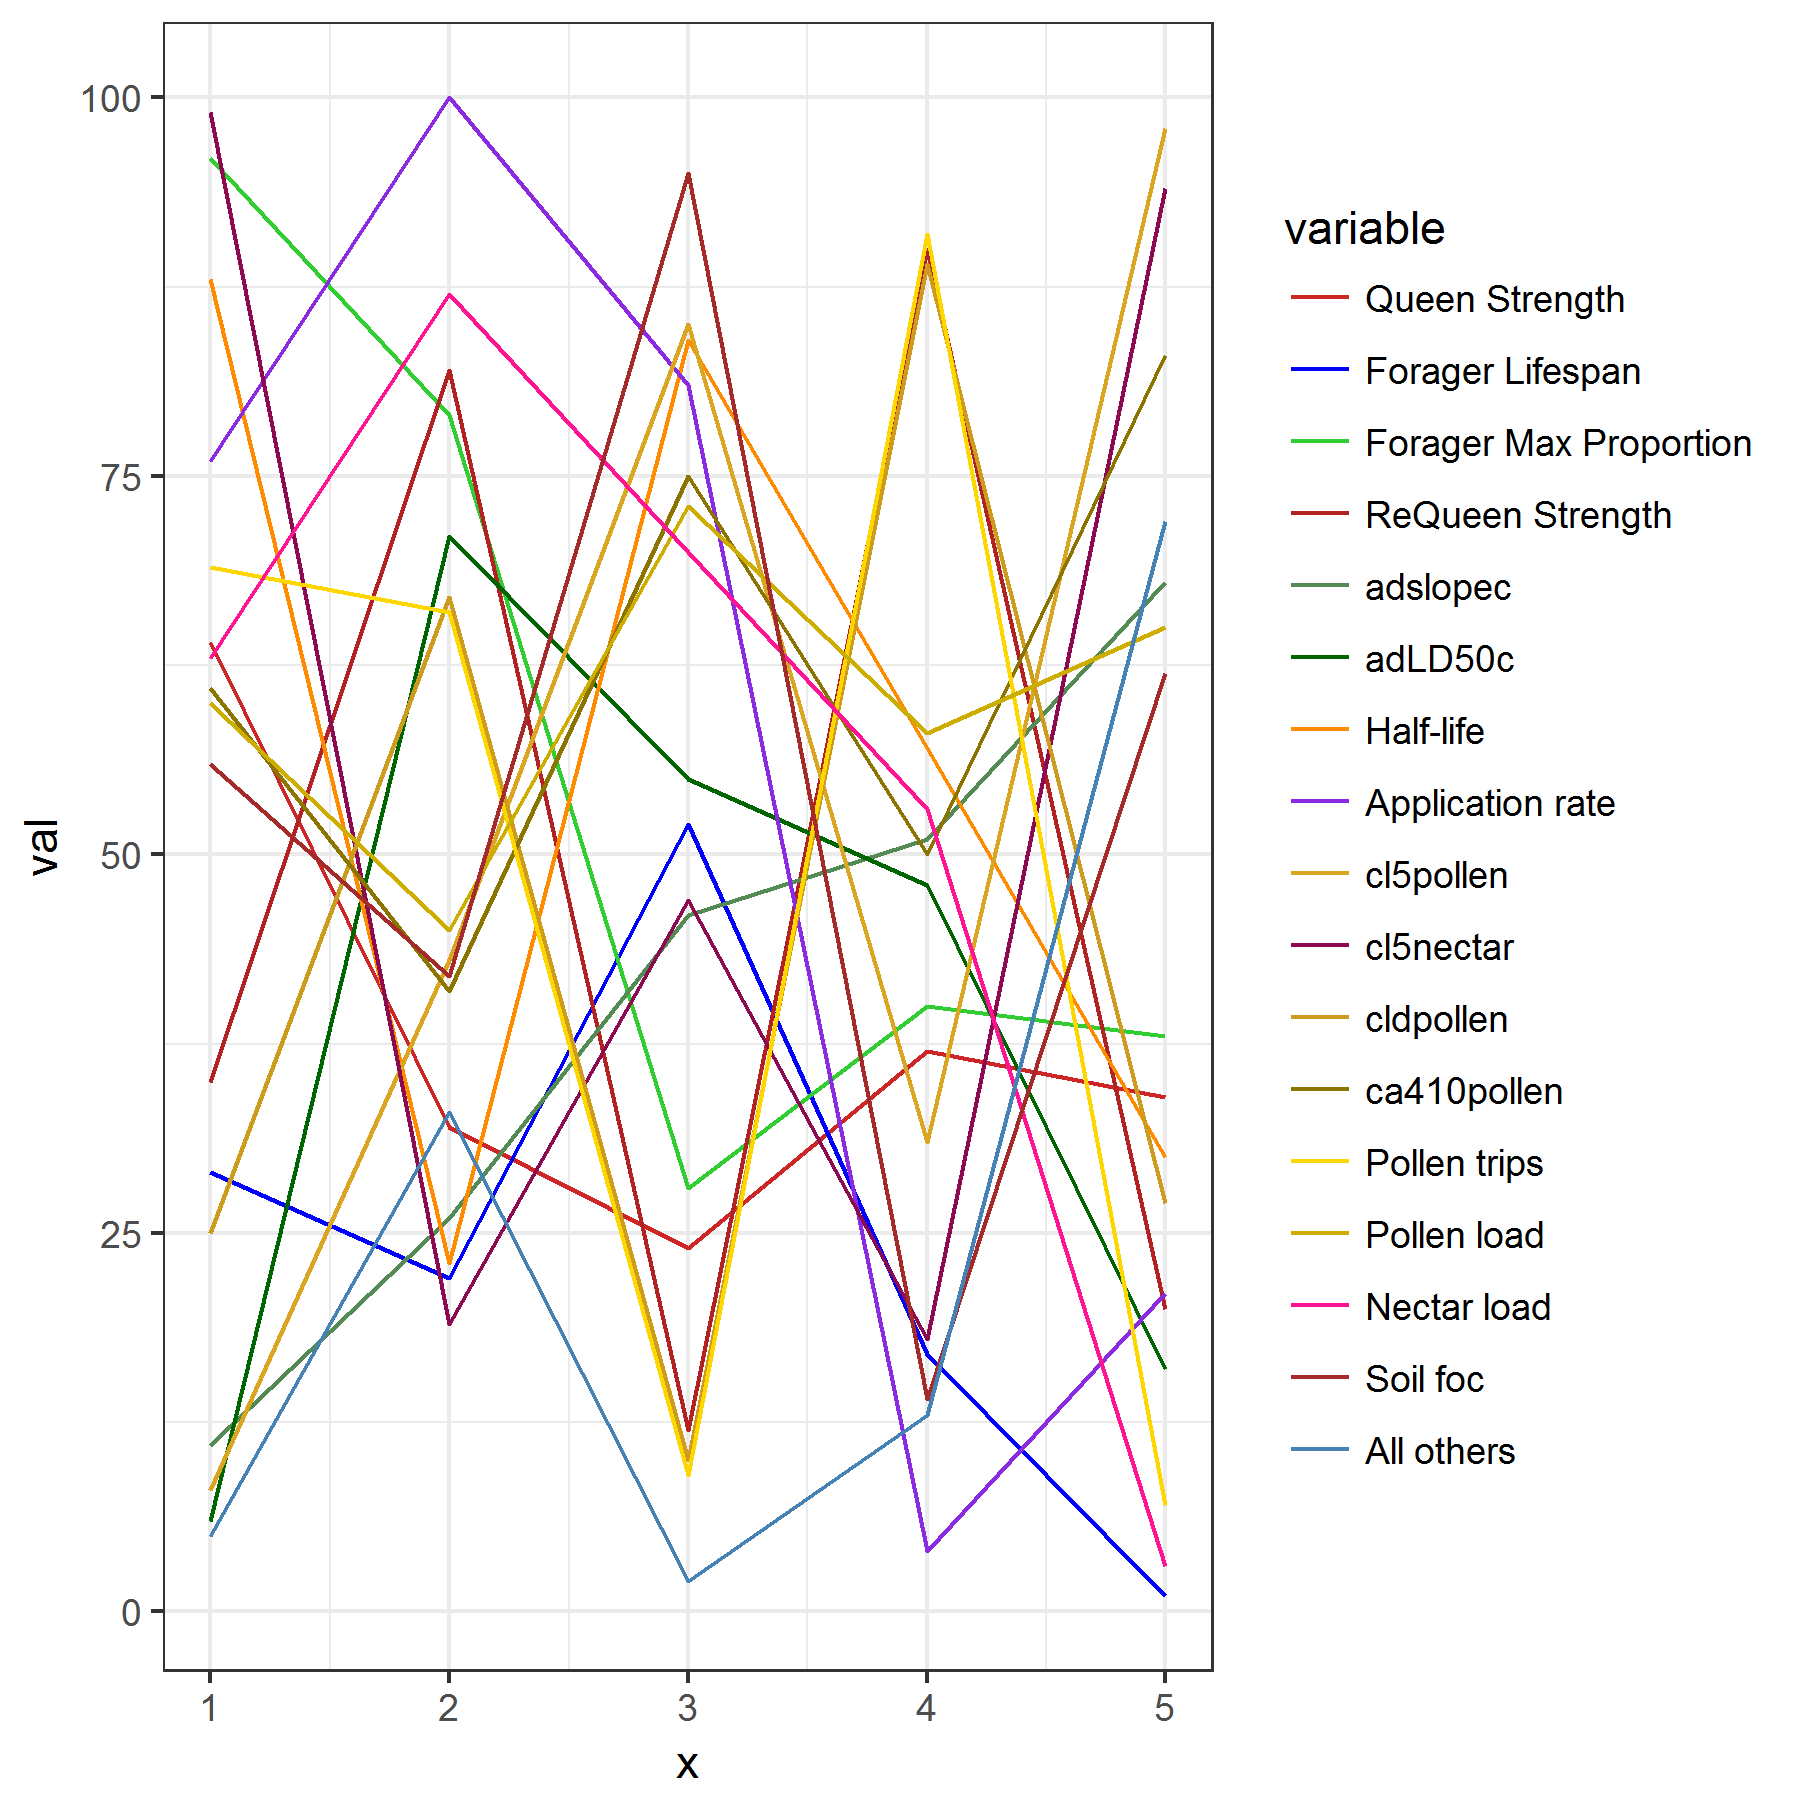 100
75
50
25
0
val
1 2 3 4 5
x
variable
Queen Strength
Forager Lifespan
Forager Max Proportion
ReQueen Strength
adslopec
adLD50c
Half-life
Application rate
cl5pollen
cl5nectar
cldpollen
ca410pollen
Pollen trips
Pollen load
Nectar load
Soil foc
All others